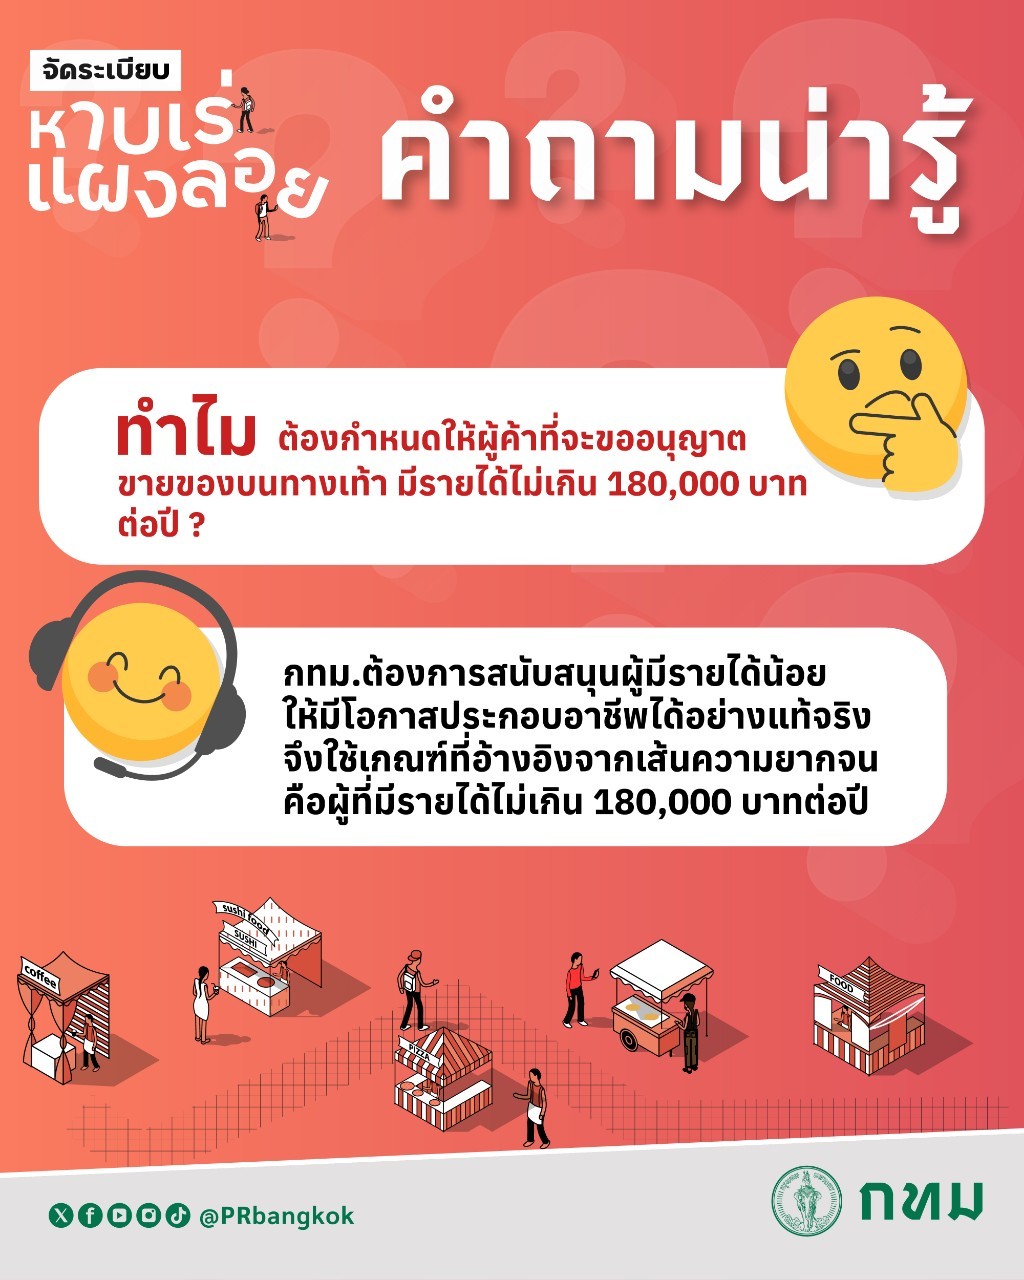 จัดระเบียบ
หาบเร่
แผงลอย
คำถามน่ารู้
ทำไม ต้องกำหนดให้ผู้ค้าที่จะขออนุญาต
ขายของบนทางเท้า มีรายได้ไม่เกิน 180,000 บาท
ต่อปี ?
กทม.ต้องการสนับสนุนผู้มีรายได้น้อย
ให้มีโอกาสประกอบอาชีพได้อย่างแท้จริง
จึงใช้เกณฑ์ที่อ้างอิงจากเส้นความยากจน
คือผู้ที่มีรายได้ไม่เกิน 180,000 บาทต่อปี
sushi food
SUSHI
coffee
FOOD
PIZZA
@PRbangkok
กทม